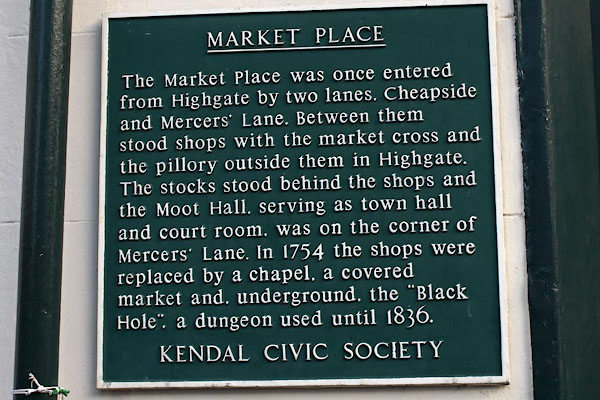 MARKET PLACE
The Market Place was once entered
from Highgate by two lanes, Cheapside
and Mercers' Lane. Between them
stood shops with the market cross and
the pillory outside them in Highgate.
The stocks stood behind the shops and
the Moot Hall, serving as town hall
and court room, was on the corner of
Mercers' Lane. In 1754 the shops were
replaced by a chapel, a covered
market and, underground, the "Black
Hole", a dungeon used until 1836.
KENDAL CIVIC SOCIETY